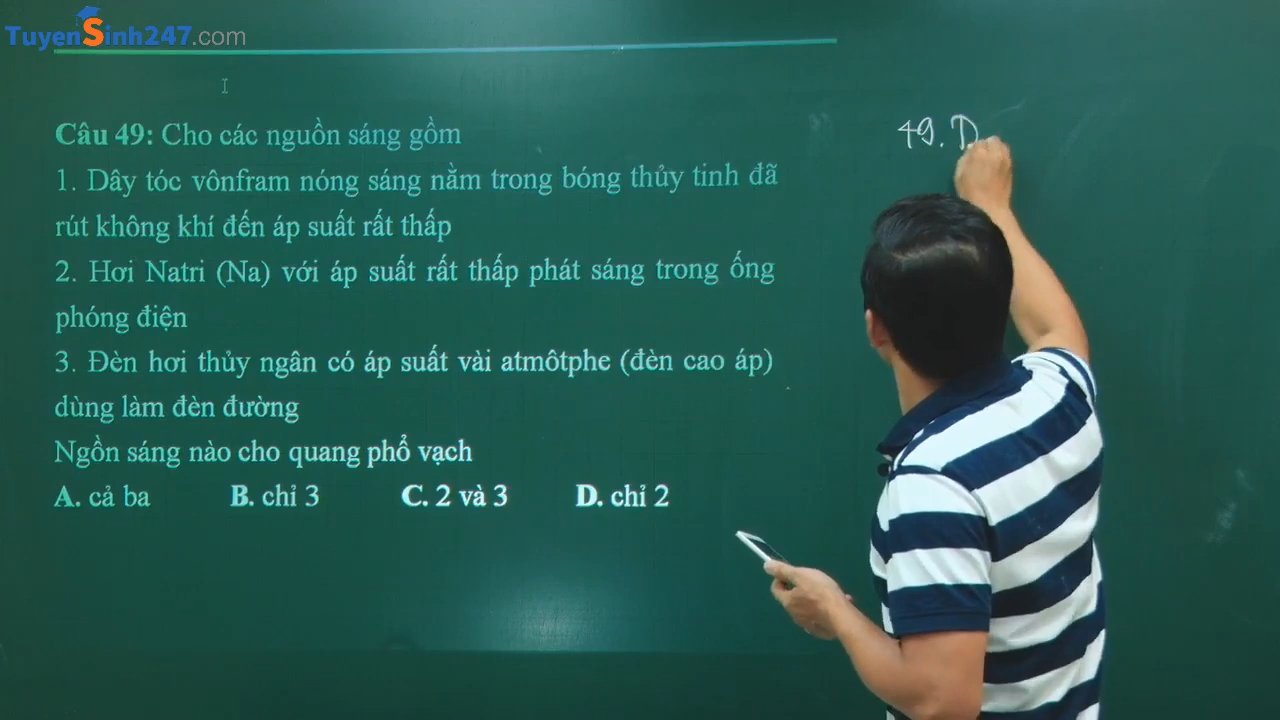 TuyenSinh247.com
Câu 49: Cho các nguồn sáng gồm
1. Dây tóc vônfram nóng sáng nằm trong bóng thủy tinh đã
rút không khí đến áp suất rất thấp
2. Hơi Natri (Na) với áp suất rất thấp phát sáng trong ống
phóng điện
3. Đèn hơi thủy ngân có áp suất vài atmôtphe (đèn cao áp)
dùng làm đèn đường
Ngồn sáng nào cho quang phổ vạch
A. cả ba B. chỉ 3 C. 2 và 3 D. chỉ 2
49. D